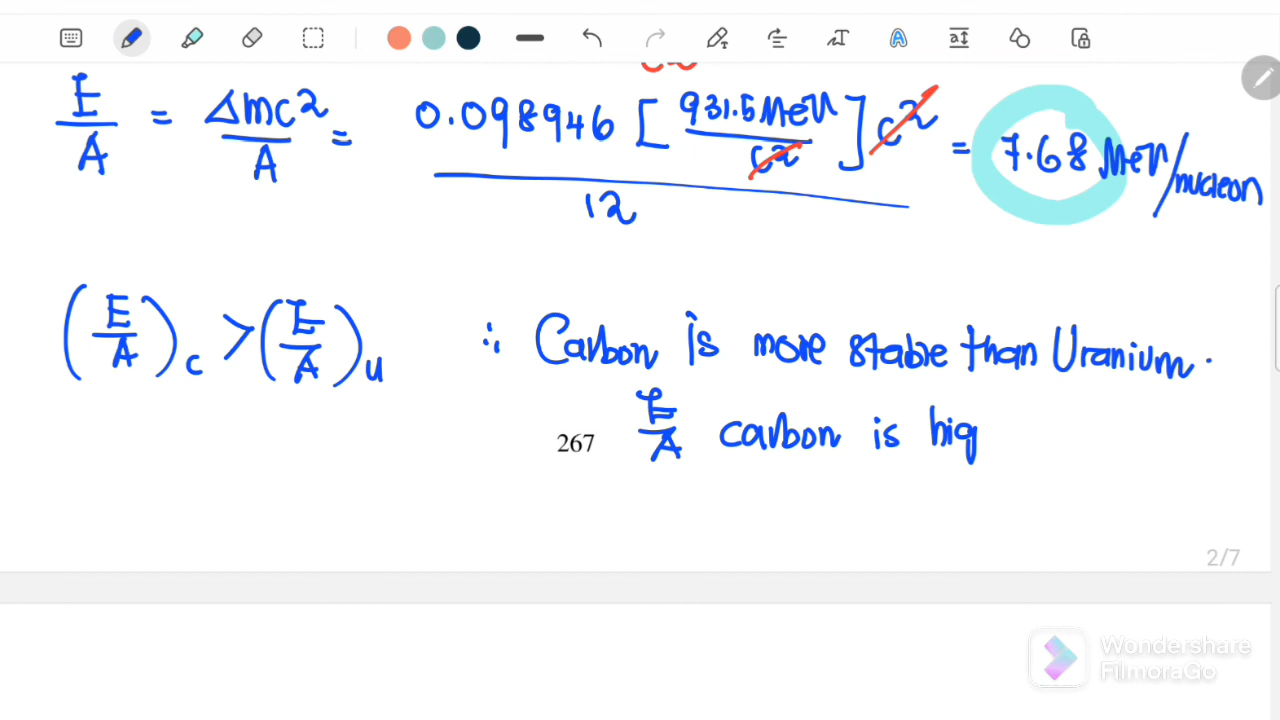 E/A = Δmc²/A = 0.098946 [931.5 MeV/c²] c² / 12 = 7.68 MeV/nucleon
(E/A)c > (E/A)u ∴ Carbon is more stable than Uranium.
E/A carbon is hig
267
2/7
Wondershare
FilmoraGo